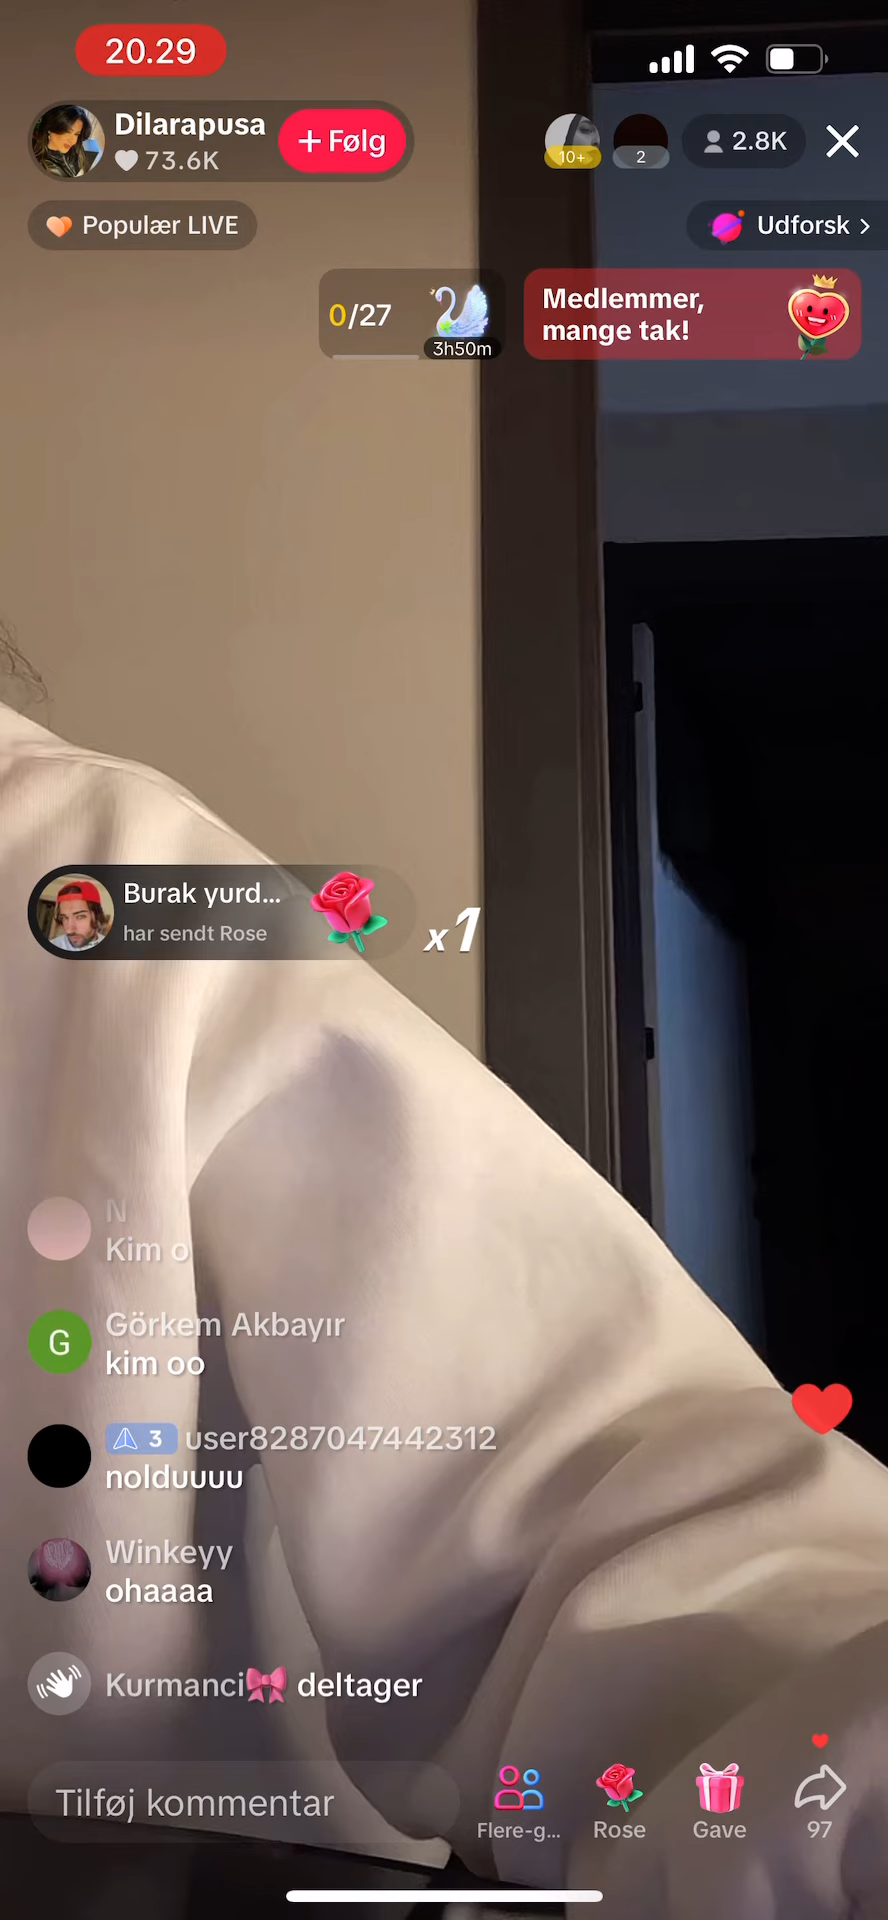 20.29
Dilarapusa
73.6K
+ Følg
10+
2
2.8K
Populær LIVE
Udforsk >
0/27
3h50m
Medlemmer,
mange tak!
Burak yurd...
har sendt Rose
x1
N
Kim o
Görkem Akbayır
G
kim oo
3 user8287047442312
nolduuuu
Winkeyy
ohaaaa
Kurmanci🎀 deltager
Tilføj kommentar
Flere-g...
Rose
Gave
97